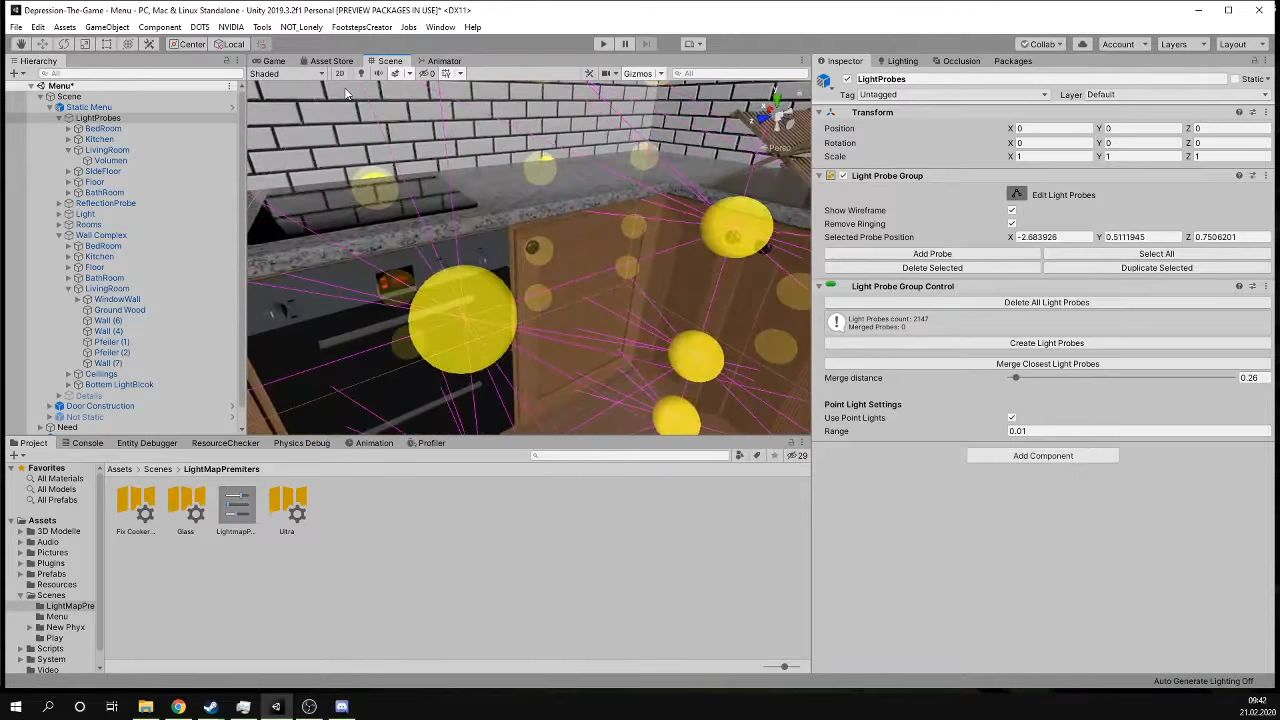 Depression-The-Game - Menu - PC, Mac & Linux Standalone - Unity 2019.3.2f1 Personal [PREVIEW PACKAGES IN USE]* <DX11>
File Edit Assets GameObject Component DOTS NVIDIA Tools NOT_Lonely FootstepsCreator Jobs Window Help
Center Local Collab Account Layers Layout
Hierarchy Game Asset Store Scene Animator Inspector Lighting Occlusion Packages
All Shaded 2D 0 Gizmos All
LightProbes Static
Tag Untagged Layer Default
Menu*
Scene
Static Menu
LightProbes
BedRoom
Kitchen
LivingRoom
Volumen
SIdeFloor
Floor
BathRoom
ReflectionProbe
Light
Rooms
Wall Complex
BedRoom
Kitchen
Floor
BathRoom
LivingRoom
WindowWall
Ground Wood
Wall (6)
Wall (4)
Pfeiler (1)
Pfeiler (2)
Wall (7)
Ceilings
Bottem LightBlcok
Details
Door Construction
Not Static
Need
y
x
z
Persp
Transform
Position X 0 Y 0 Z 0
Rotation X 0 Y 0 Z 0
Scale X 1 Y 1 Z 1
Light Probe Group
Edit Light Probes
Show Wireframe
Remove Ringing
Selected Probe Position X -2.683926 Y 0.5111945 Z 0.7506201
Add Probe Select All
Delete Selected Duplicate Selected
Light Probe Group Control
Delete All Light Probes
Light Probes count: 2147
Merged Probes: 0
Create Light Probes
Merge Closest Light Probes
Merge distance 0.26
Point Light Settings
Use Point Lights
Range 0.01
Add Component
Project Console Entity Debugger ResourceChecker Physics Debug Animation Profiler
29
Favorites
All Materials
All Models
All Prefabs
Assets
3D Modelle
Audio
Pictures
Plugins
Prefabs
Resources
Scenes
LightMapPre
Menu
New Phyx
Play
Scripts
System
Video
Assets Scenes LightMapPremiters
Fix Cooker... Glass LightmapP... Ultra
Auto Generate Lighting Off
09:42
21.02.2020